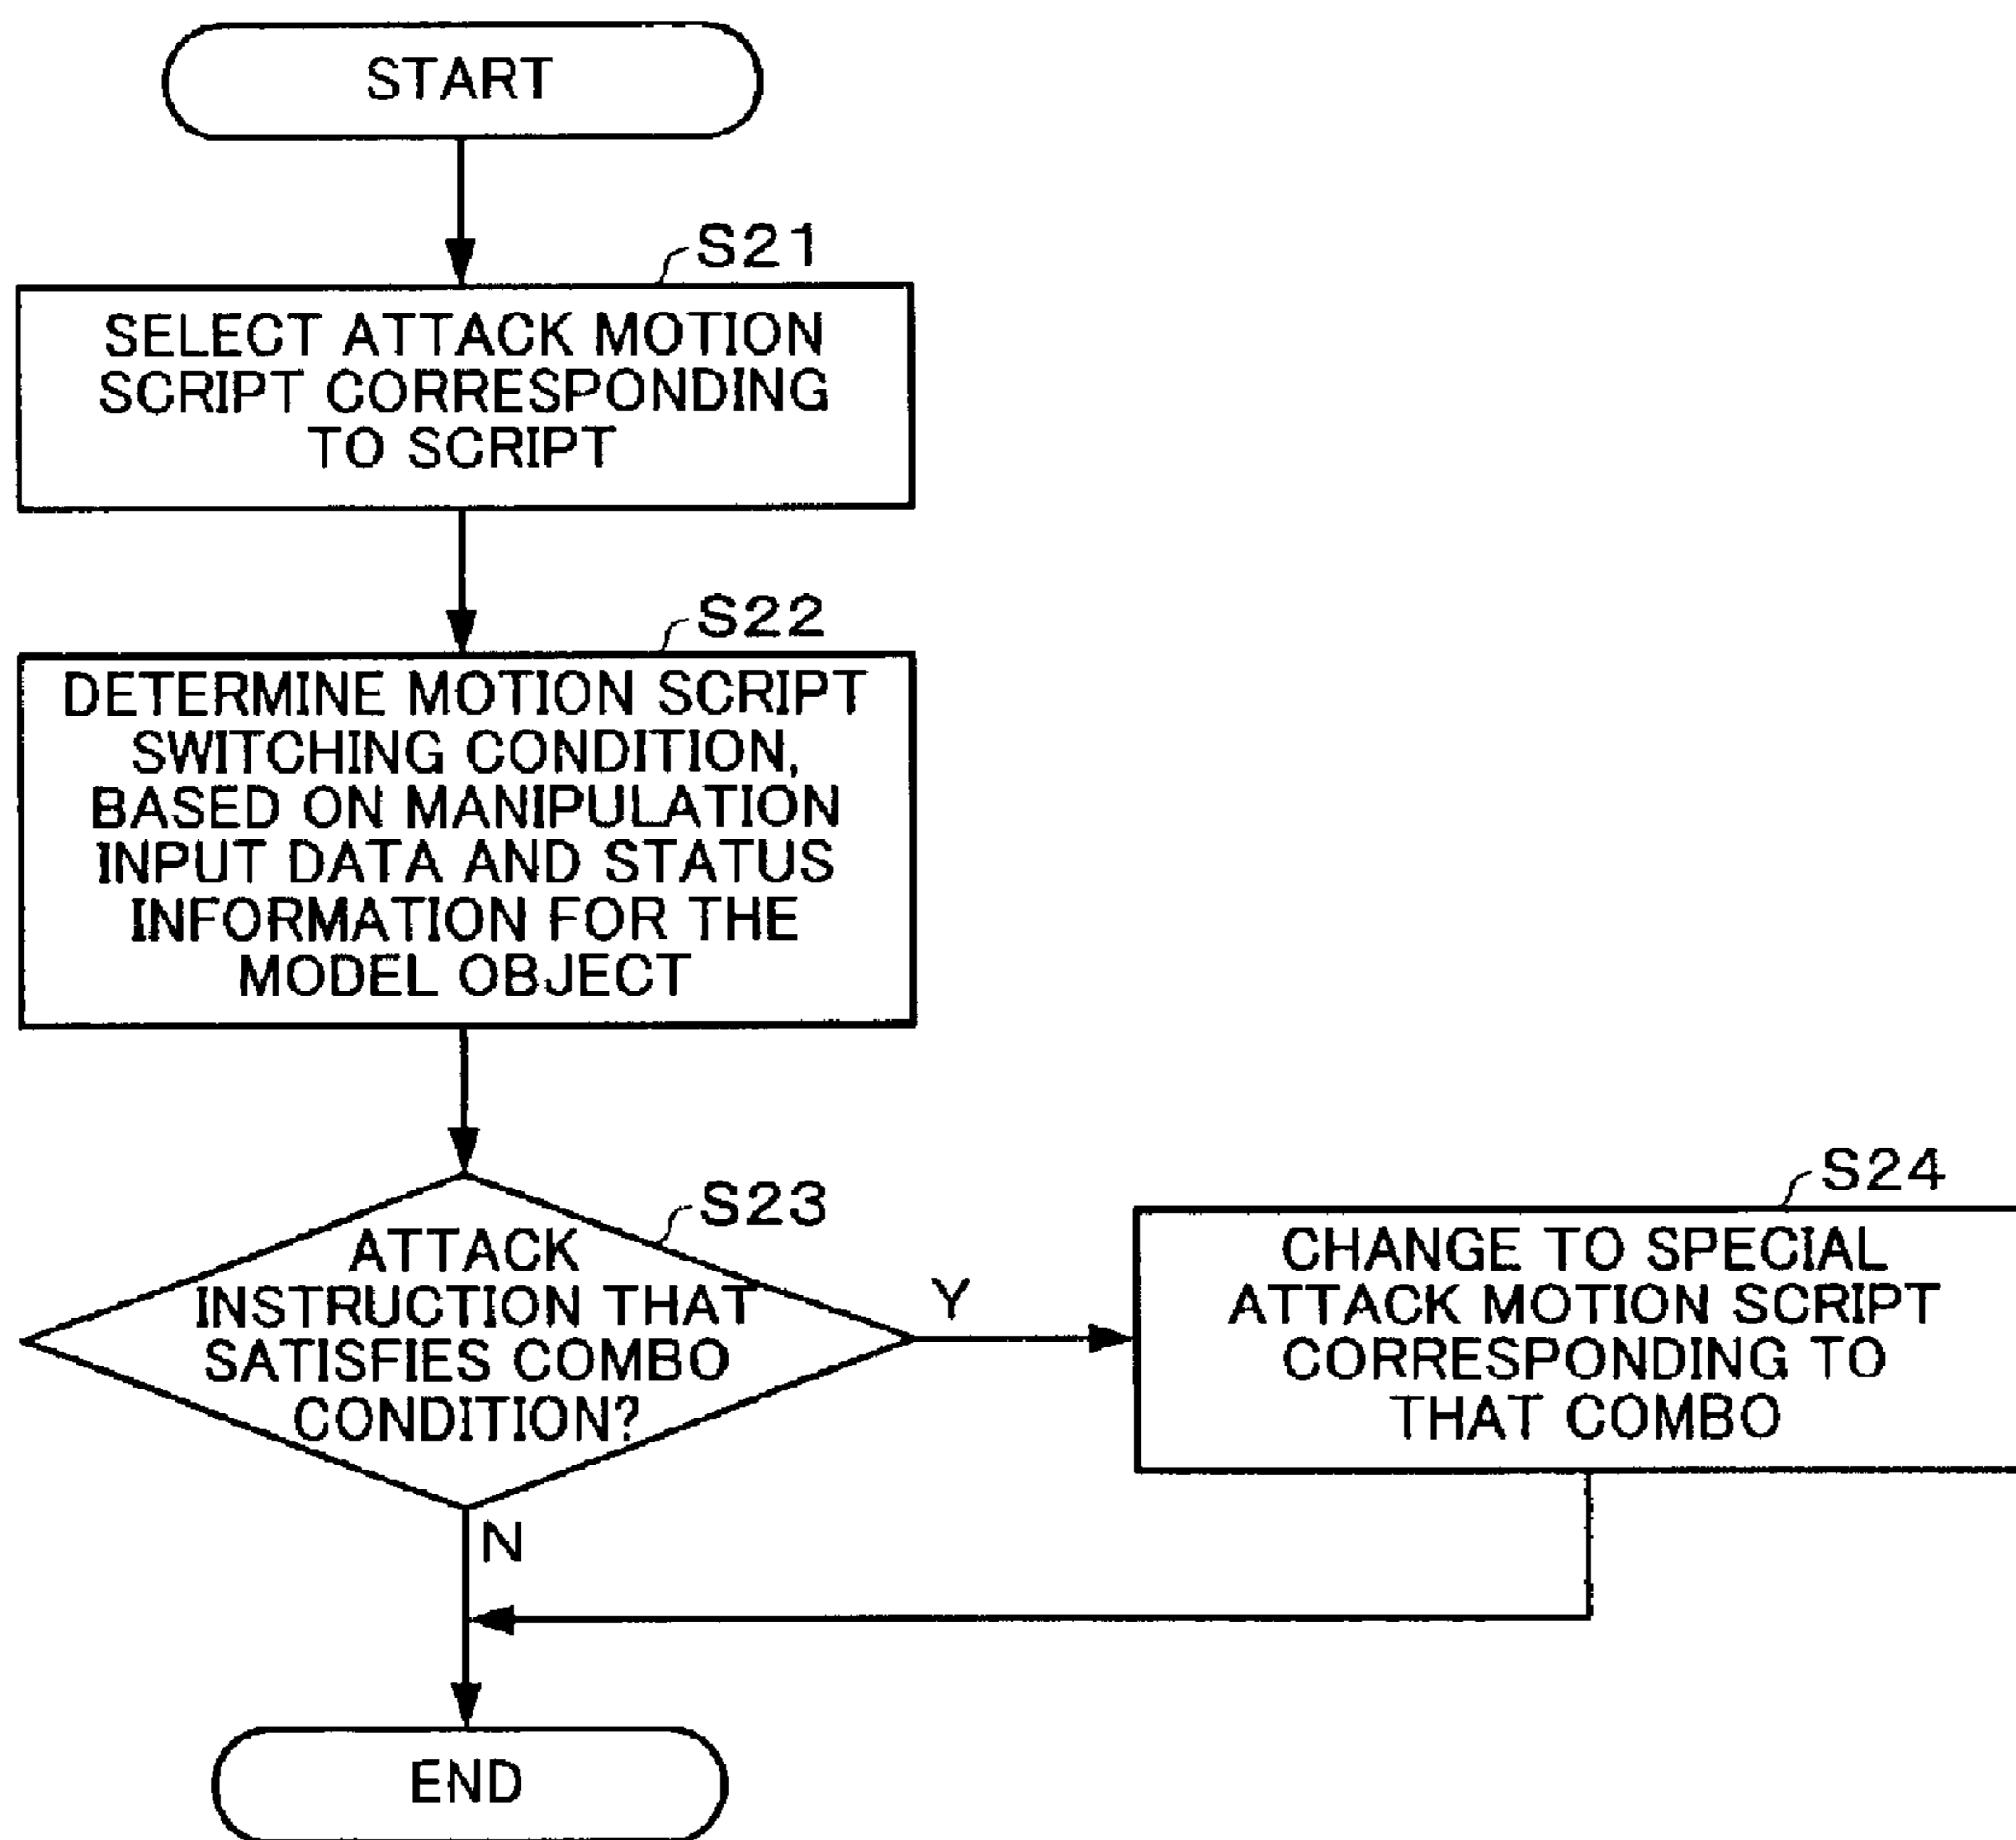 START
S21
SELECT ATTACK MOTION
SCRIPT CORRESPONDING
TO SCRIPT
S22
DETERMINE MOTION SCRIPT
SWITCHING CONDITION,
BASED ON MANIPULATION
INPUT DATA AND STATUS
INFORMATION FOR THE
MODEL OBJECT
S23
ATTACK
INSTRUCTION THAT
SATISFIES COMBO
CONDITION?
Y
S24
CHANGE TO SPECIAL
ATTACK MOTION SCRIPT
CORRESPONDING TO
THAT COMBO
N
END